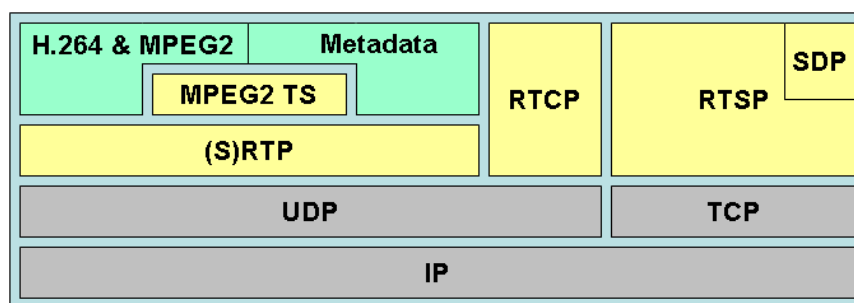 H.264 & MPEG2
Metadata
MPEG2 TS
(S)RTP
RTCP
RTSP
SDP
UDP
TCP
IP